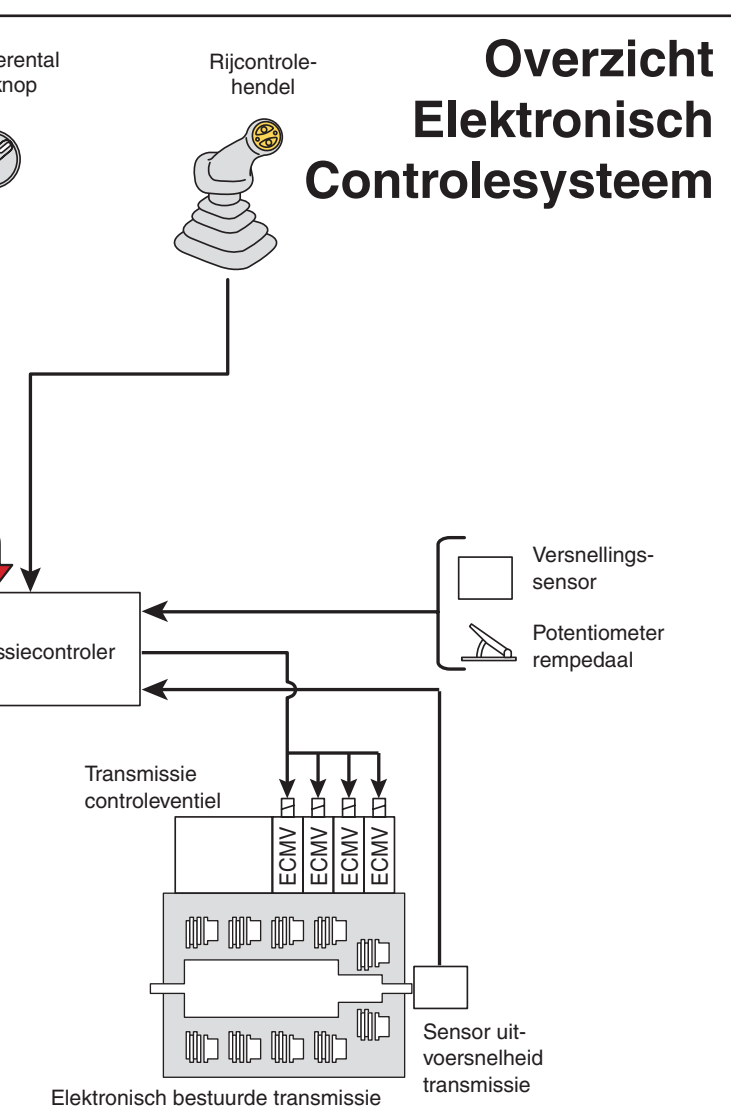 Overzicht
Elektronisch
Controlesysteem
erental
knop
Rijcontrole-
hendel
Versnellings-
sensor
Potentiometer
rempedaal
ssiecontroler
Transmissie
controleventiel
ECMV
ECMV
ECMV
ECMV
Sensor uit-
voersnelheid
transmissie
Elektronisch bestuurde transmissie